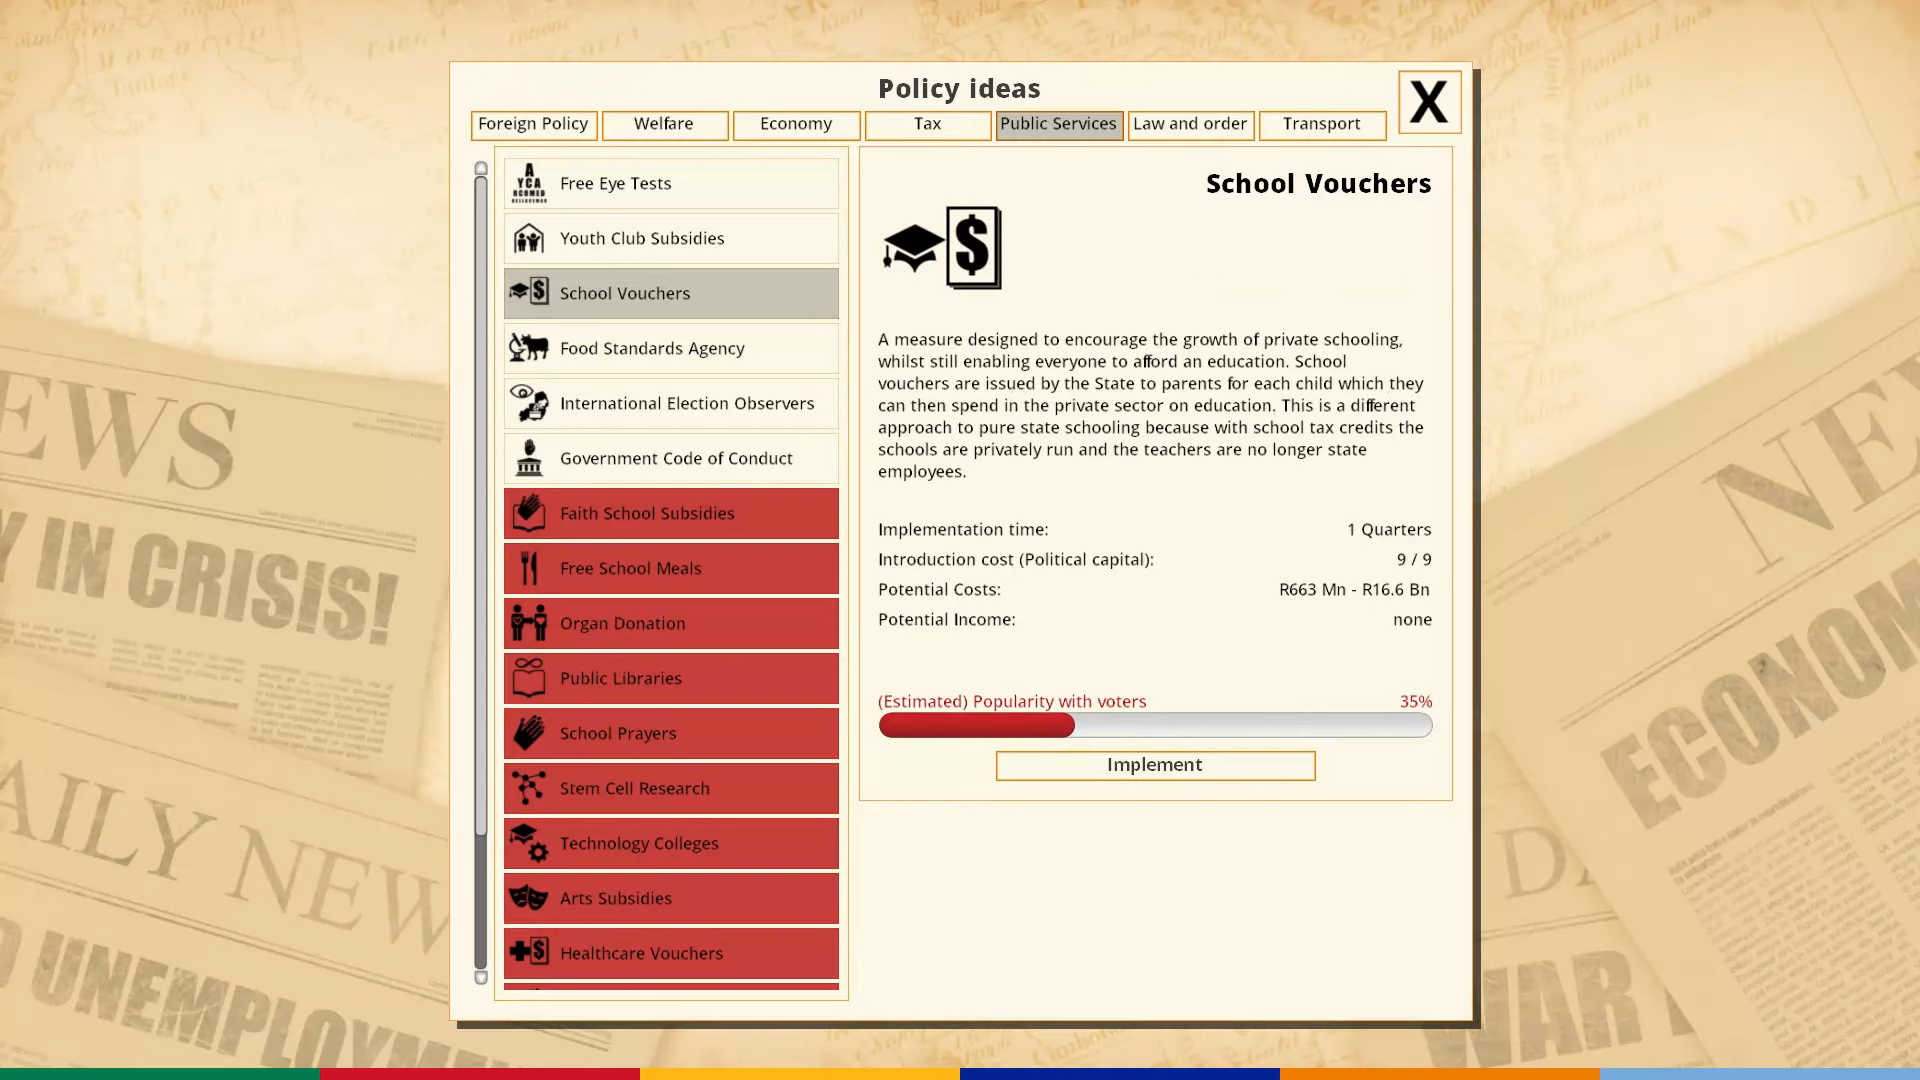 Policy ideas
X
Foreign Policy
Welfare
Economy
Tax
Public Services
Law and order
Transport
Free Eye Tests
Youth Club Subsidies
School Vouchers
Food Standards Agency
International Election Observers
Government Code of Conduct
Faith School Subsidies
Free School Meals
Organ Donation
Public Libraries
School Prayers
Stem Cell Research
Technology Colleges
Arts Subsidies
Healthcare Vouchers
School Vouchers
A measure designed to encourage the growth of private schooling,
whilst still enabling everyone to afford an education. School
vouchers are issued by the State to parents for each child which they
can then spend in the private sector on education. This is a different
approach to pure state schooling because with school tax credits the
schools are privately run and the teachers are no longer state
employees.
Implementation time: 1 Quarters
Introduction cost (Political capital): 9 / 9
Potential Costs: R663 Mn - R16.6 Bn
Potential Income: none
(Estimated) Popularity with voters 35%
Implement
EWS
Y IN CRISIS!
AILY NEW
UNEMPLOYME
NE
ECONOM
DA
WAR